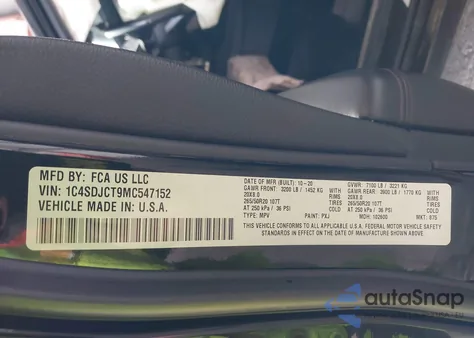 MFD BY: FCA US LLC
VIN: 1C4SDJCT9MC547152
VEHICLE MADE IN: U.S.A.
DATE OF MFR (BUILT): 10-20 GVWR: 7100 LB / 3221 KG
GAWR FRONT: 3200 LB / 1452 KG GAWR REAR: 3900 LB / 1770 KG
20X8.0 RIMS 20X8.0
265/50R20 107T TIRES 265/50R20 107T
AT 250 kPa / 36 PSI COLD AT 250 kPa / 36 PSI
TYPE: MPV PAINT: PXJ MDH: 102600 MKT: B75
THIS VEHICLE CONFORMS TO ALL APPLICABLE U.S.A. FEDERAL MOTOR VEHICLE SAFETY
STANDARDS IN EFFECT ON THE DATE OF MANUFACTURE SHOWN ABOVE.
autoSnap